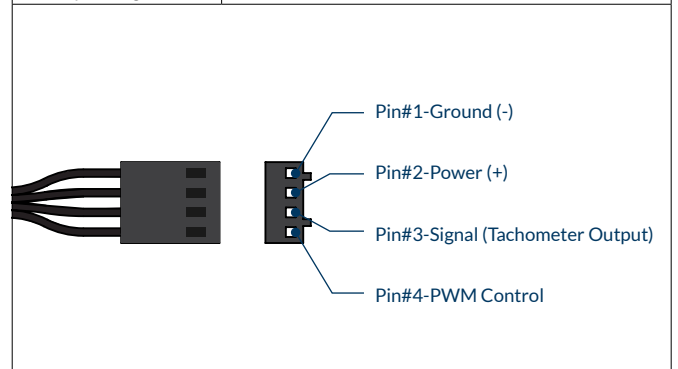 Pin#1-Ground (-)
Pin#2-Power (+)
Pin#3-Signal (Tachometer Output)
Pin#4-PWM Control